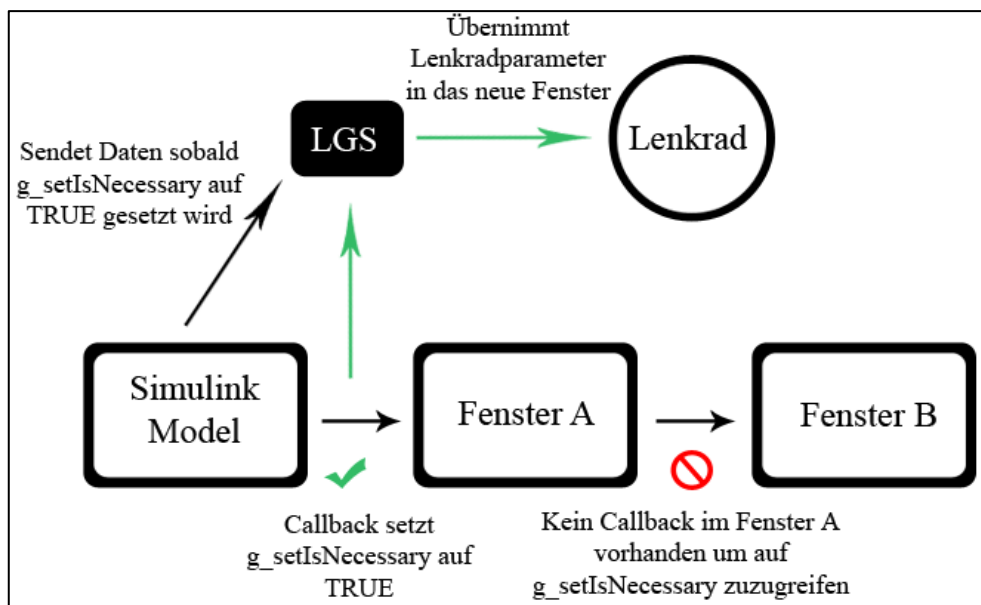 Übernimmt
Lenkradparameter
in das neue Fenster
LGS
Lenkrad
Sendet Daten sobald
g_setIsNecessary auf
TRUE gesetzt wird
Simulink
Model
Fenster A
Fenster B
Callback setzt
g_setIsNecessary auf
TRUE
Kein Callback im Fenster A
vorhanden um auf
g_setIsNecessary zuzugreifen